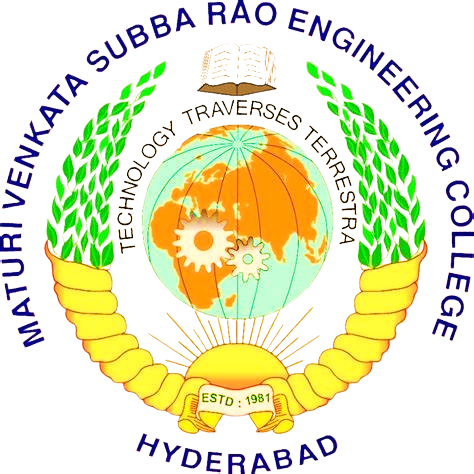 MATURI VENKATA SUBBA RAO ENGINEERING COLLEGE
TECHNOLOGY TRAVERSES TERRESTRA
ESTD : 1981
HYDERABAD